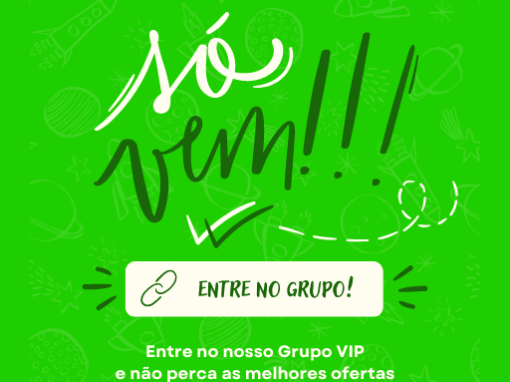 só
vem!!!
ENTRE NO GRUPO!
Entre no nosso Grupo VIP
e não perca as melhores ofertas